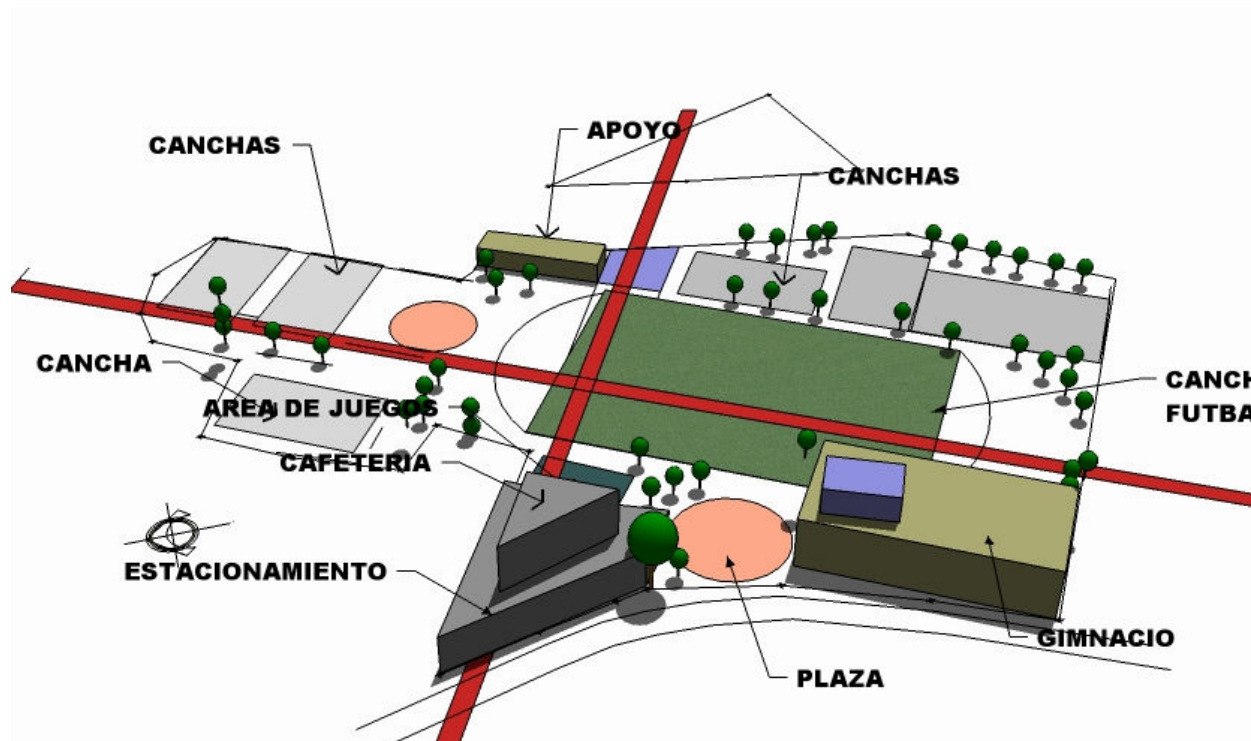 APOYO
CANCHAS
CANCHAS
CANCHA
CANCH
FUTBA
AREA DE JUEGOS
CAFETERIA
ESTACIONAMIENTO
GIMNACIO
PLAZA